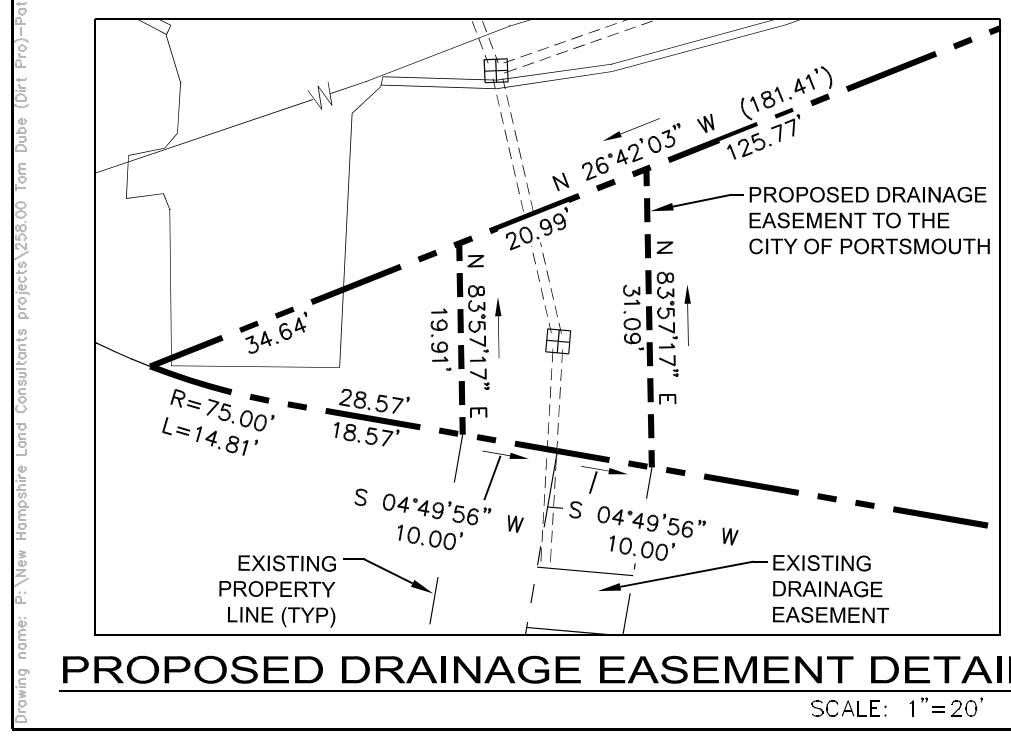 Drawing name: P:\New Hampshire Land Consultants projects\258.00 Tom Dube (Dirt Pro)-Pat
N 26°42'03" W (181.41')
125.77'
20.99'
34.64'
PROPOSED DRAINAGE
EASEMENT TO THE
CITY OF PORTSMOUTH
N 83°57'17" E
19.91'
N 83°57'17" E
31.09'
R=75.00'
L=14.81'
28.57'
18.57'
S 04°49'56" W
10.00'
S 04°49'56" W
10.00'
EXISTING
PROPERTY
LINE (TYP)
EXISTING
DRAINAGE
EASEMENT
PROPOSED DRAINAGE EASEMENT DETAI
SCALE: 1"=20'